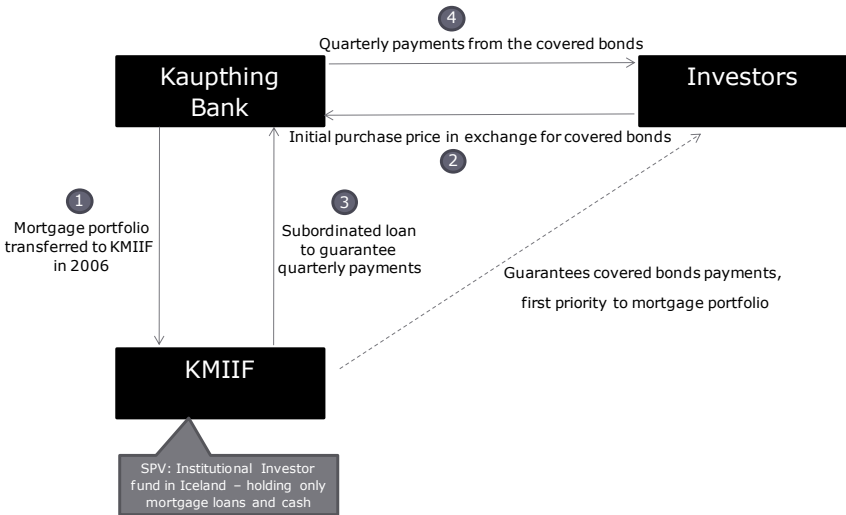 4
Quarterly payments from the covered bonds
Kaupthing
Bank
Investors
Initial purchase price in exchange for covered bonds
2
1
Mortgage portfolio
transferred to KMIIF
in 2006
3
Subordinated loan
to guarantee
quarterly payments
Guarantees covered bonds payments,
first priority to mortgage portfolio
KMIIF
SPV: Institutional Investor
fund in Iceland – holding only
mortgage loans and cash